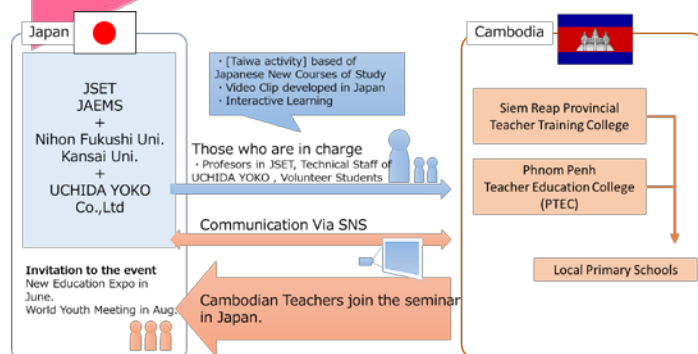 Japan
JSET
JAEMS
+
Nihon Fukushi Uni.
Kansai Uni.
+
UCHIDA YOKO
Co.,Ltd
Invitation to the event
New Education Expo in
June.
World Youth Meeting in Aug.
・[Taiwa activity] based of
Japanese New Courses of Study
・Video Clip developed in Japan
・Interactive Learning
Those who are in charge
・Profesors in JSET, Technical Staff of
UCHIDA YOKO , Volunteer Students
Communication Via SNS
Cambodian Teachers join the seminar
in Japan.
Cambodia
Siem Reap Provincial
Teacher Training College
Phnom Penh
Teacher Education College
(PTEC)
Local Primary Schools